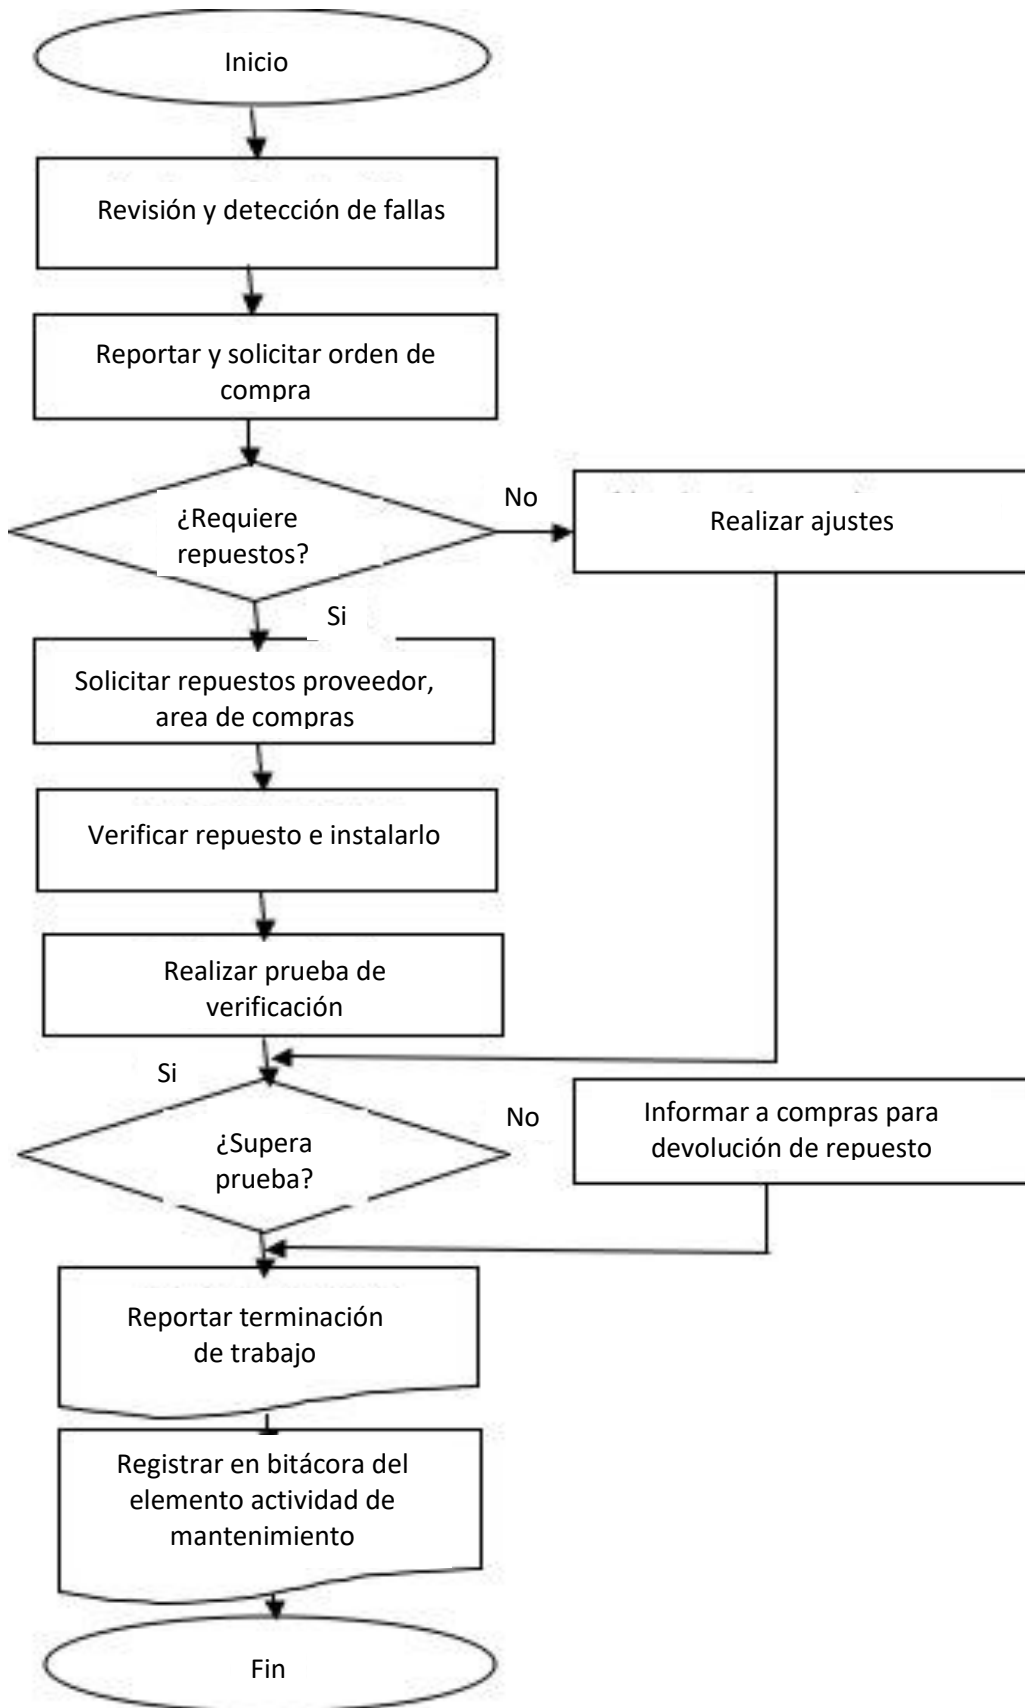 Inicio
Revisión y detección de fallas
Reportar y solicitar orden de
compra
¿Requiere
repuestos?
No
Realizar ajustes
Si
Solicitar repuestos proveedor,
area de compras
Verificar repuesto e instalarlo
Realizar prueba de
verificación
Si
¿Supera
prueba?
No
Informar a compras para
devolución de repuesto
Reportar terminación
de trabajo
Registrar en bitácora del
elemento actividad de
mantenimiento
Fin